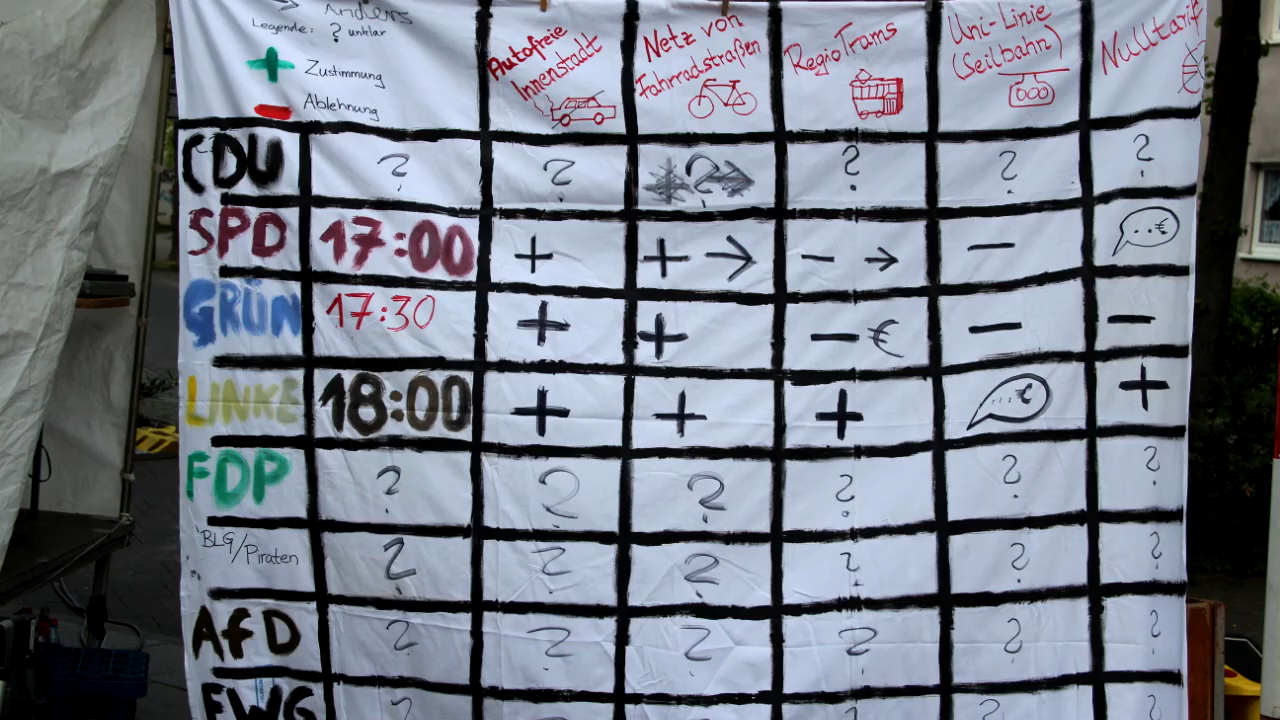 → Anders
Legende: ? unklar
+ Zustimmung
- Ablehnung
Autofreie
Innenstadt
Netz von
Fahrradstraßen
RegioTrams
Uni-Linie
(Seilbahn)
Nulltarif
CDU ? ? ? ? ? ?
SPD 17:00 + + → - → - ...€
GRÜN 17:30 + + - € - -
LINKE 18:00 + + + ...€ +
FDP ? ? ? ? ? ?
BLG/Piraten ? ? ? ? ? ?
AfD ? ? ? ? ? ?
FWG ? ? ? ? ? ?